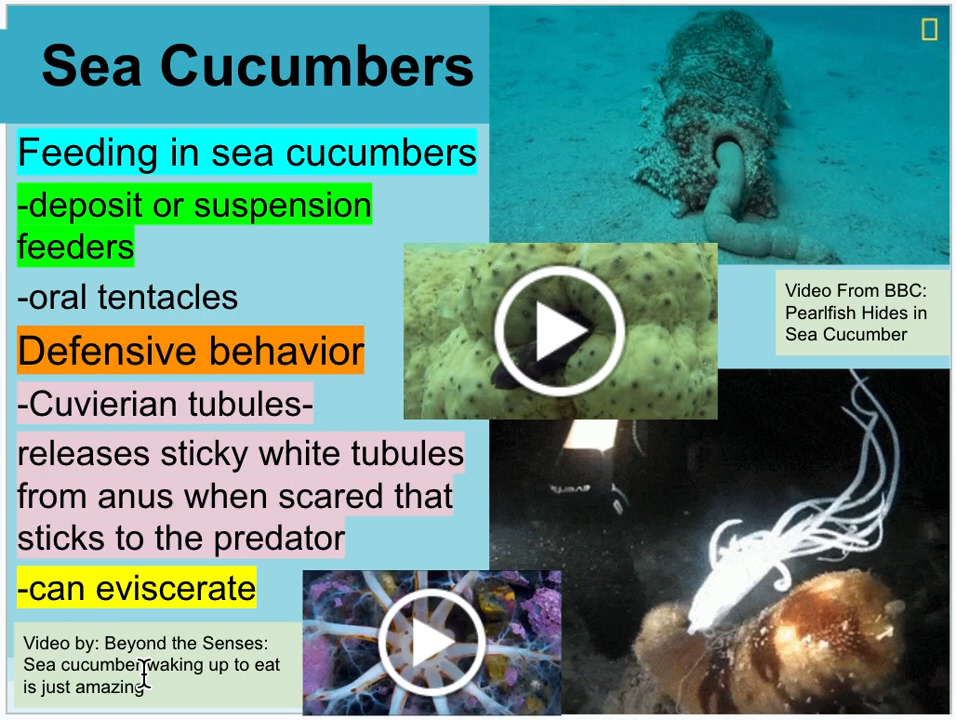 Sea Cucumbers
Feeding in sea cucumbers
-deposit or suspension
feeders
-oral tentacles
Defensive behavior
-Cuvierian tubules-
releases sticky white tubules
from anus when scared that
sticks to the predator
-can eviscerate
Video From BBC:
Pearlfish Hides in
Sea Cucumber
Video by: Beyond the Senses:
Sea cucumber waking up to eat
is just amazing